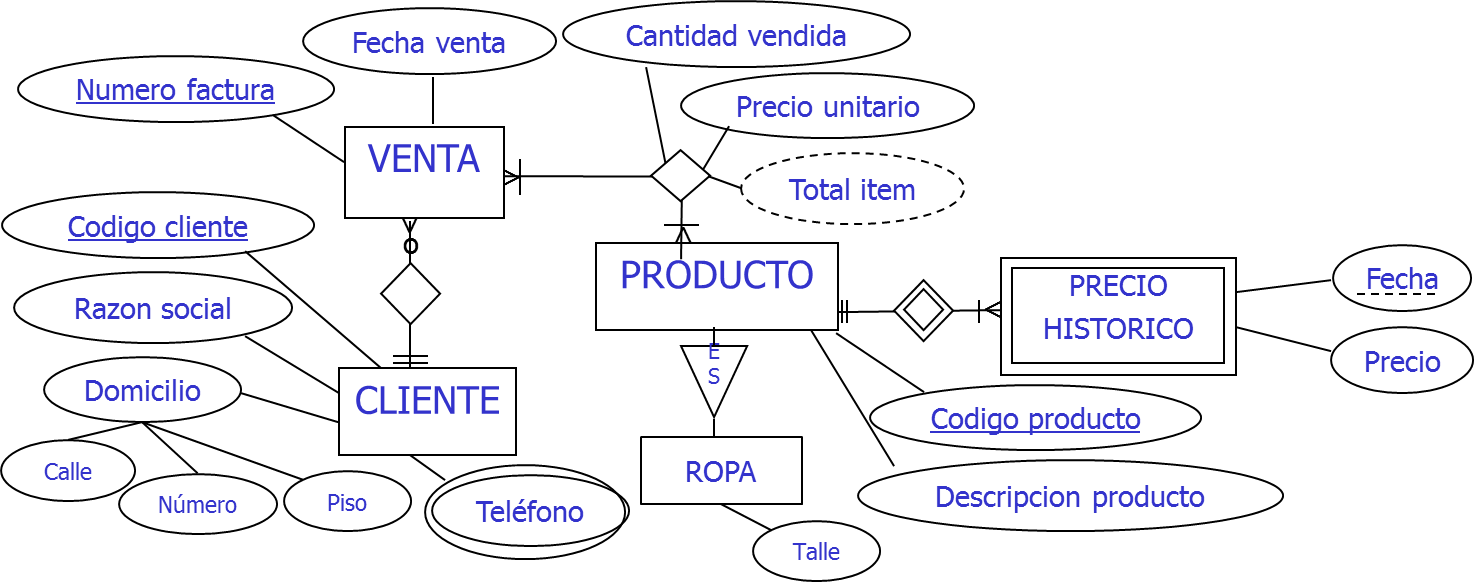 Fecha venta
Cantidad vendida
Numero factura
Precio unitario
VENTA
Total item
Codigo cliente
O
PRODUCTO
PRECIO
HISTORICO
Fecha
Razon social
E
S
Precio
Domicilio
CLIENTE
Codigo producto
Calle
Número
Piso
Teléfono
ROPA
Descripcion producto
Talle